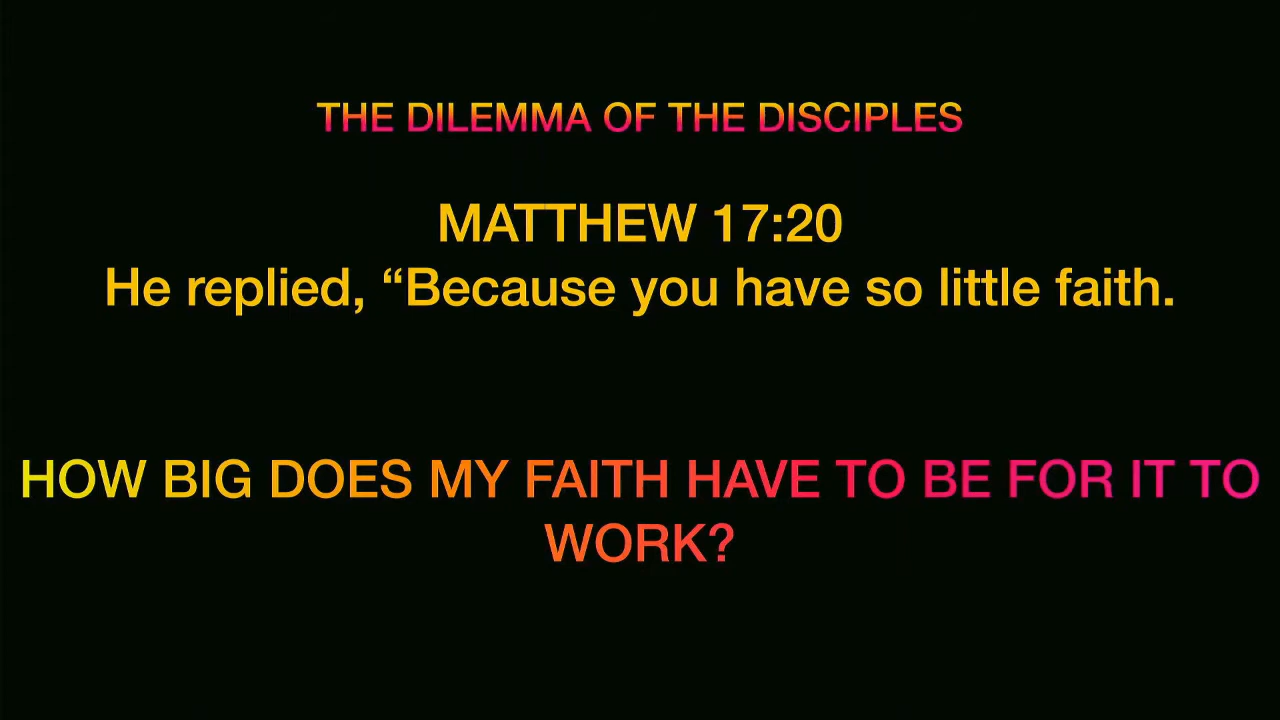 THE DILEMMA OF THE DISCIPLES
MATTHEW 17:20
He replied, “Because you have so little faith.
HOW BIG DOES MY FAITH HAVE TO BE FOR IT TO
WORK?